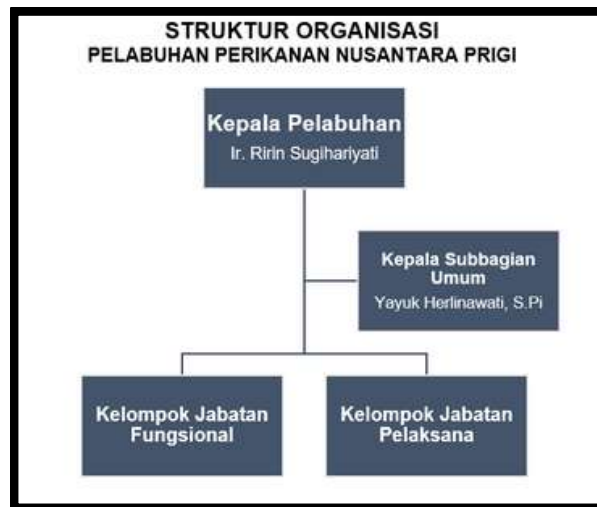 STRUKTUR ORGANISASI
PELABUHAN PERIKANAN NUSANTARA PRIGI
Kepala Pelabuhan
Ir. Ririn Sugihariyati
Kepala Subbagian
Umum
Yayuk Herlinawati, S.Pi
Kelompok Jabatan
Fungsional
Kelompok Jabatan
Pelaksana